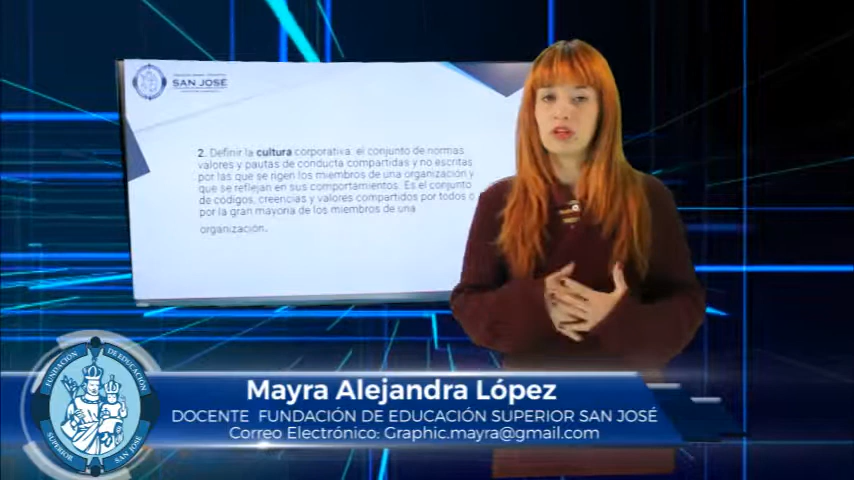 SAN JOSÉ
2. Definir la cultura corporativa: el conjunto de normas
valores y pautas de conducta compartidas y no escritas
por las que se rigen los miembros de una organización y
que se reflejan en sus comportamientos. Es el conjunto
de códigos, creencias y valores compartidos por todos o
por la gran mayoría de los miembros de una
organización.
FUNDACIÓN DE EDUCACIÓN
SUPERIOR SAN JOSÉ
Mayra Alejandra López
DOCENTE FUNDACIÓN DE EDUCACIÓN SUPERIOR SAN JOSÉ
Correo Electrónico: Graphic.mayra@gmail.com